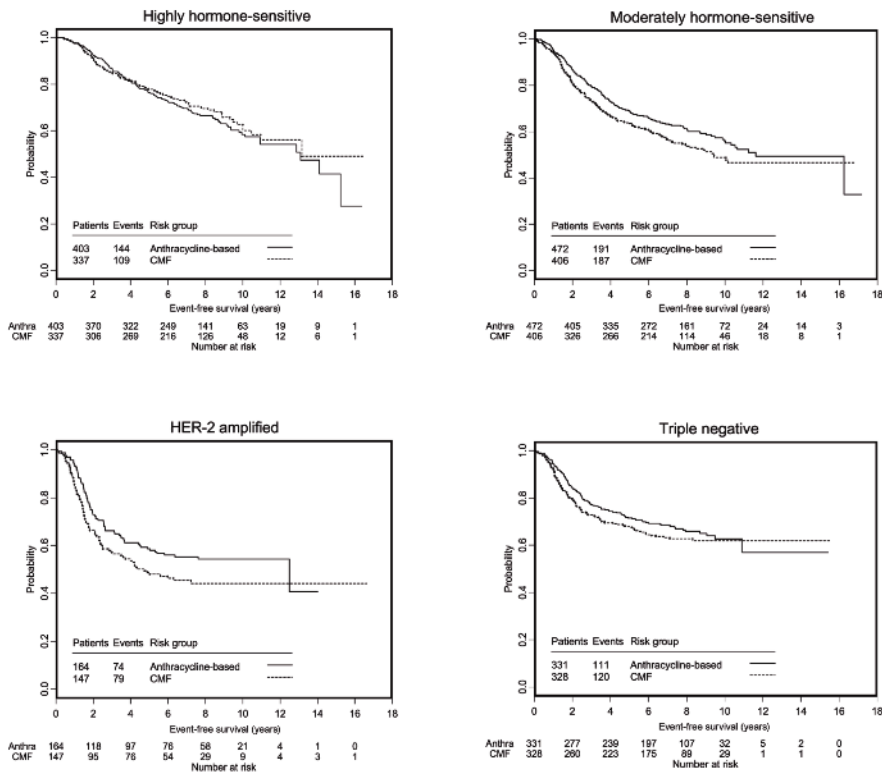 Highly hormone-sensitive
1.0
0.8
0.6
0.4
0.2
0.0
Probability
Patients Events Risk group
403 144 Anthracycline-based
337 109 CMF
0 2 4 6 8 10 12 14 16 18
Event-free survival (years)
Anthra 403 370 322 249 141 63 19 9 1
CMF 337 306 269 216 126 48 12 6 1
Number at risk
Moderately hormone-sensitive
1.0
0.8
0.6
0.4
0.2
0.0
Probability
Patients Events Risk group
472 191 Anthracycline-based
406 187 CMF
0 2 4 6 8 10 12 14 16 18
Event-free survival (years)
Anthra 472 405 335 272 161 72 24 14 3
CMF 406 326 266 214 114 46 18 8 1
Number at risk
HER-2 amplified
1.0
0.8
0.6
0.4
0.2
0.0
Probability
Patients Events Risk group
164 74 Anthracycline-based
147 79 CMF
0 2 4 6 8 10 12 14 16 18
Event-free survival (years)
Anthra 164 118 97 76 58 21 4 1 0
CMF 147 95 76 54 29 9 4 3 1
Number at risk
Triple negative
1.0
0.8
0.6
0.4
0.2
0.0
Probability
Patients Events Risk group
331 111 Anthracycline-based
328 120 CMF
0 2 4 6 8 10 12 14 16 18
Event-free survival (years)
Anthra 331 277 239 197 107 32 5 2 0
CMF 328 260 223 175 89 29 1 1 0
Number at risk